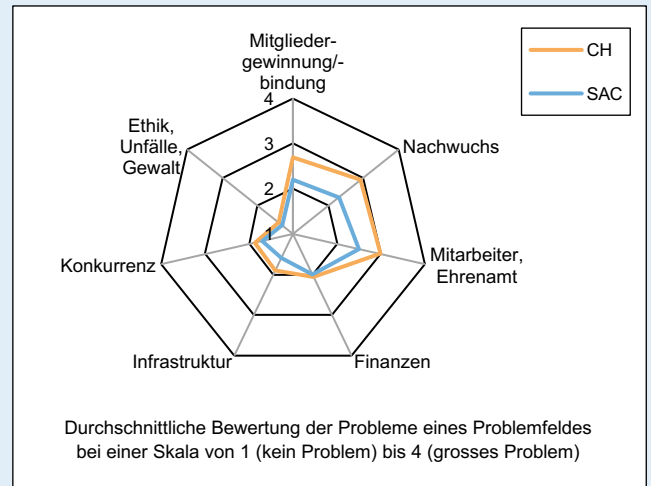 Mitglieder-
gewinnung/-
bindung
CH
SAC
4
3
2
Ethik,
Unfälle,
Gewalt
Nachwuchs
Konkurrenz
Mitarbeiter,
Ehrenamt
Infrastruktur
Finanzen
Durchschnittliche Bewertung der Probleme eines Problemfeldes
bei einer Skala von 1 (kein Problem) bis 4 (grosses Problem)